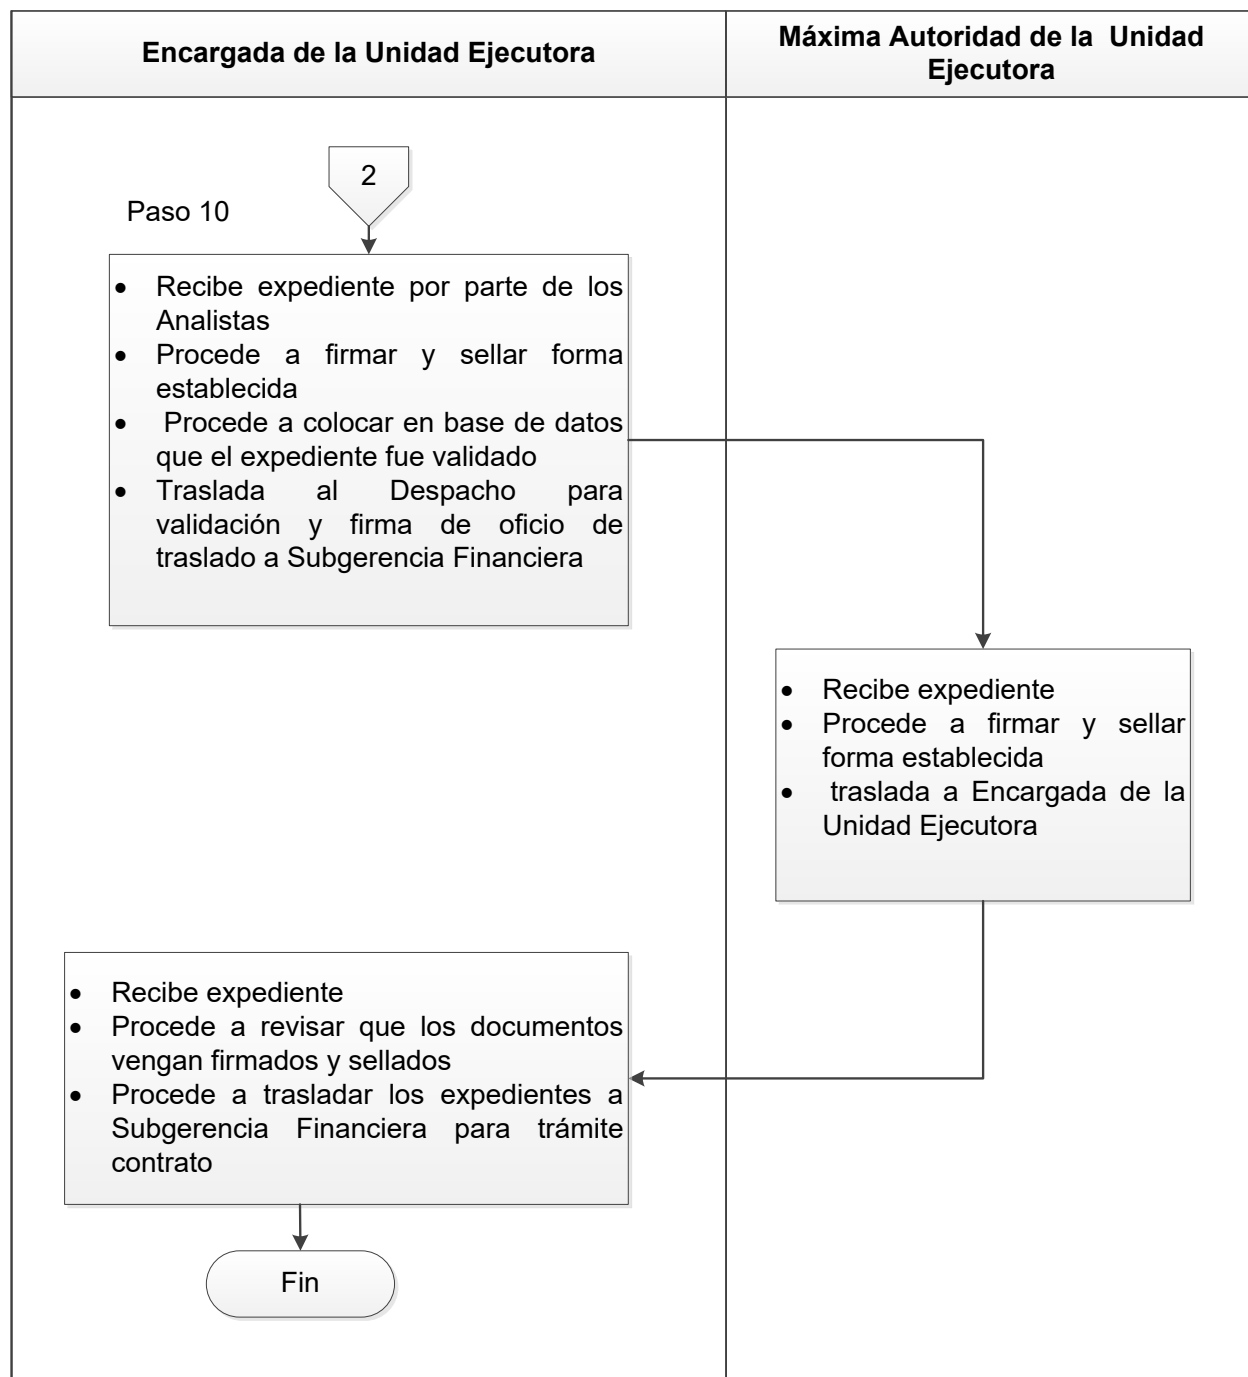 Encargada de la Unidad Ejecutora
Máxima Autoridad de la Unidad
Ejecutora
2
Paso 10
• Recibe expediente por parte de los
Analistas
• Procede a firmar y sellar forma
establecida
• Procede a colocar en base de datos
que el expediente fue validado
• Traslada al Despacho para
validación y firma de oficio de
traslado a Subgerencia Financiera
• Recibe expediente
• Procede a firmar y sellar
forma establecida
• traslada a Encargada de la
Unidad Ejecutora
• Recibe expediente
• Procede a revisar que los documentos
vengan firmados y sellados
• Procede a trasladar los expedientes a
Subgerencia Financiera para trámite
contrato
Fin